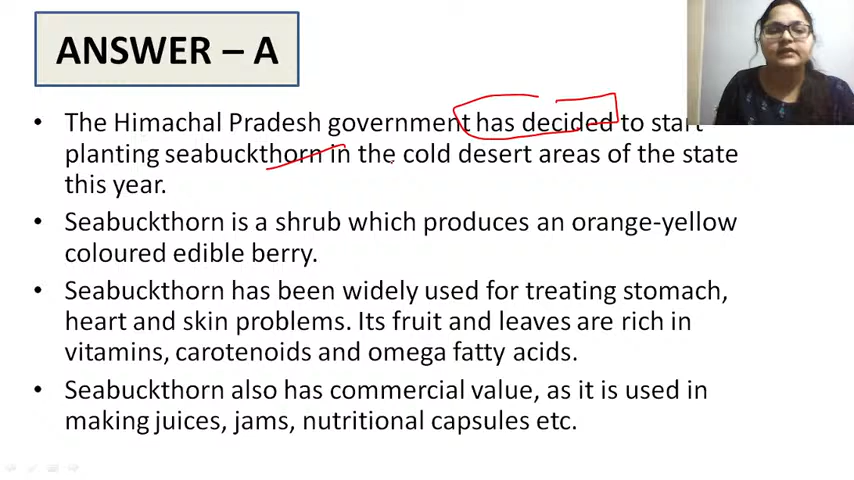 ANSWER – A
• The Himachal Pradesh government has decided to start
planting seabuckthorn in the cold desert areas of the state
this year.
• Seabuckthorn is a shrub which produces an orange-yellow
coloured edible berry.
• Seabuckthorn has been widely used for treating stomach,
heart and skin problems. Its fruit and leaves are rich in
vitamins, carotenoids and omega fatty acids.
• Seabuckthorn also has commercial value, as it is used in
making juices, jams, nutritional capsules etc.